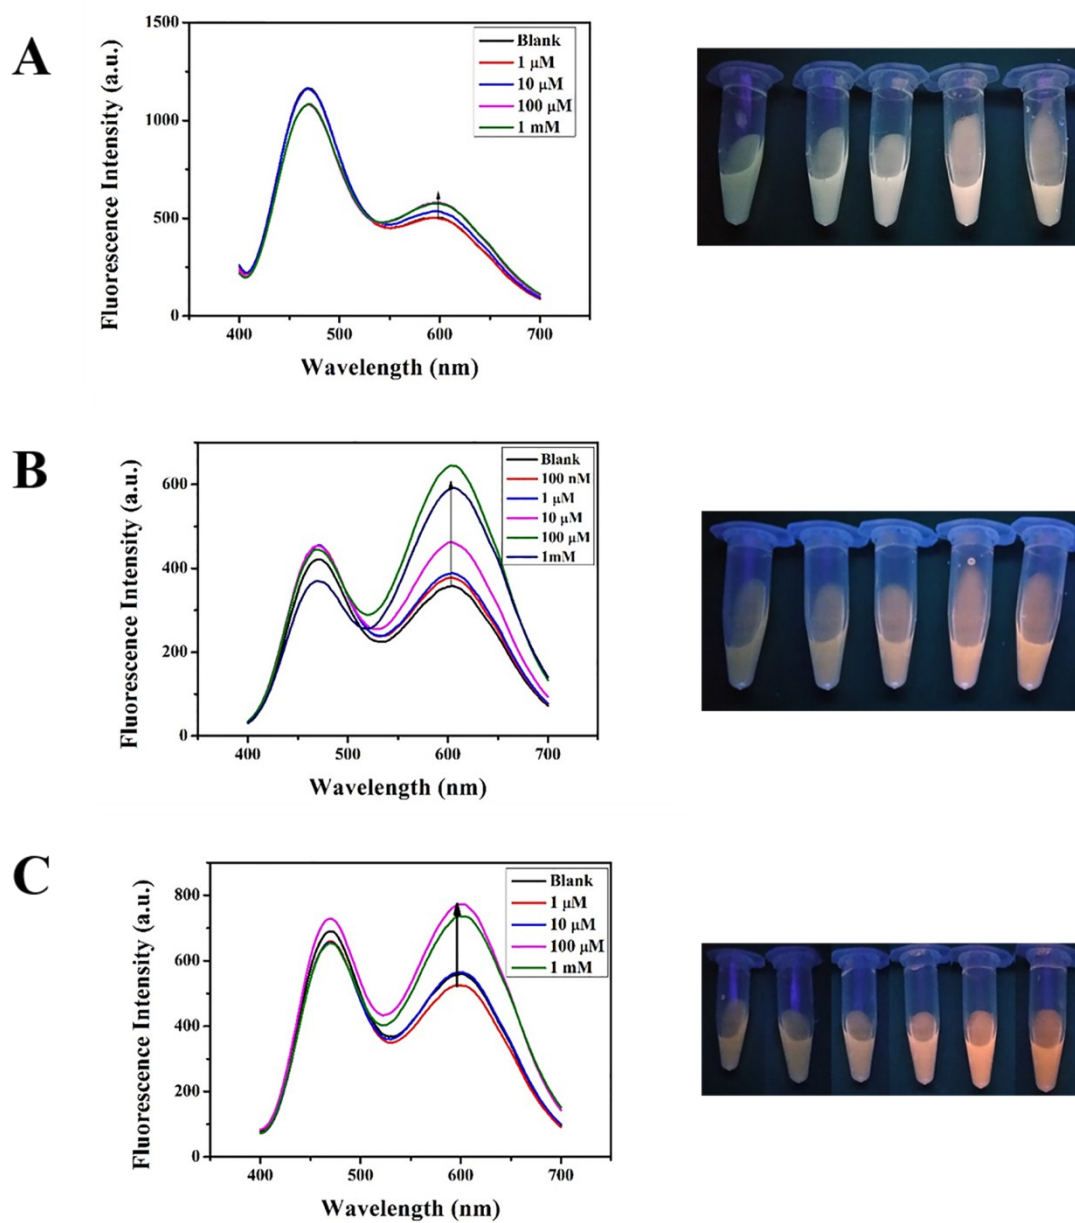 A
Fluorescence Intensity (a.u.)
1500
1000
500
0
400
500
600
700
Wavelength (nm)
Blank
1 μM
10 μM
100 μM
1 mM
B
Fluorescence Intensity (a.u.)
600
400
200
0
400
500
600
700
Wavelength (nm)
Blank
100 nM
1 μM
10 μM
100 μM
1mM
C
Fluorescence Intensity (a.u.)
800
600
400
200
0
400
500
600
700
Wavelength (nm)
Blank
1 μM
10 μM
100 μM
1 mM